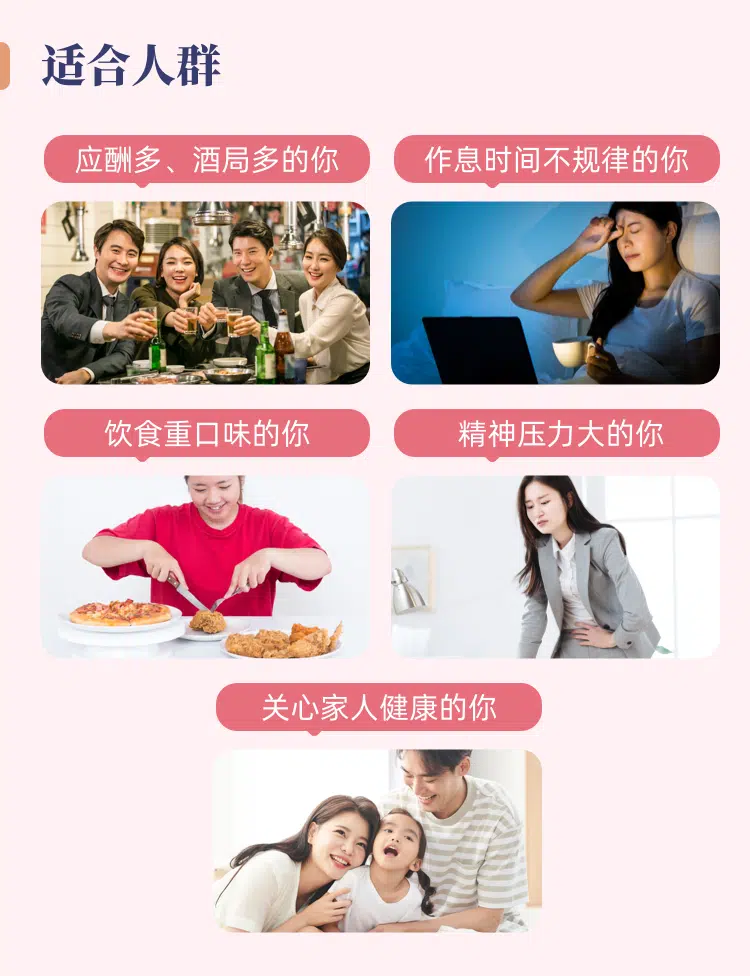 适合人群
应酬多、酒局多的你
作息时间不规律的你
饮食重口味的你
精神压力大的你
关心家人健康的你